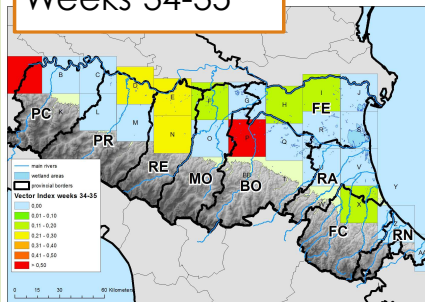 Weeks 34-35
B
C
D
E
F
G
H
I
J
K
L
M
N
O
P
Q
R
S
V
X
Y
BB
PC
PR
RE
MO
BO
FE
RA
FC
RN
main rivers
wetland areas
provincial borders
Vector Index weeks 34-35
0,00
0,01 - 0,10
0,11 - 0,20
0,21 - 0,30
0,31 - 0,40
0,41 - 0,50
> 0,50
0 15 30 60 Kilometers